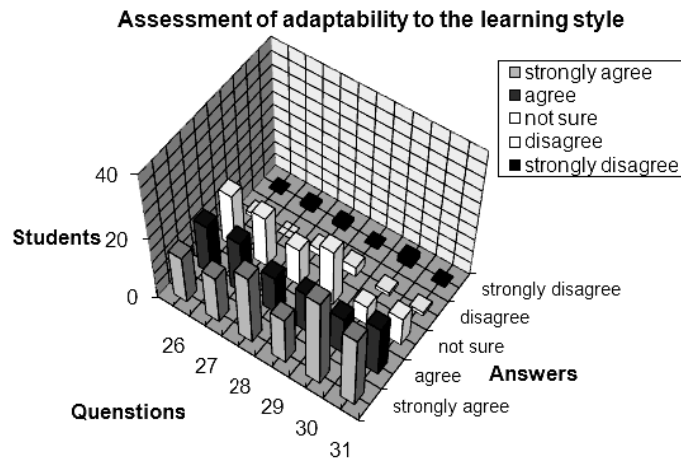 Assessment of adaptability to the learning style
strongly agree
agree
not sure
disagree
strongly disagree
40
20
0
Students
26
27
28
29
30
31
Quenstions
strongly disagree
disagree
not sure
agree
strongly agree
Answers